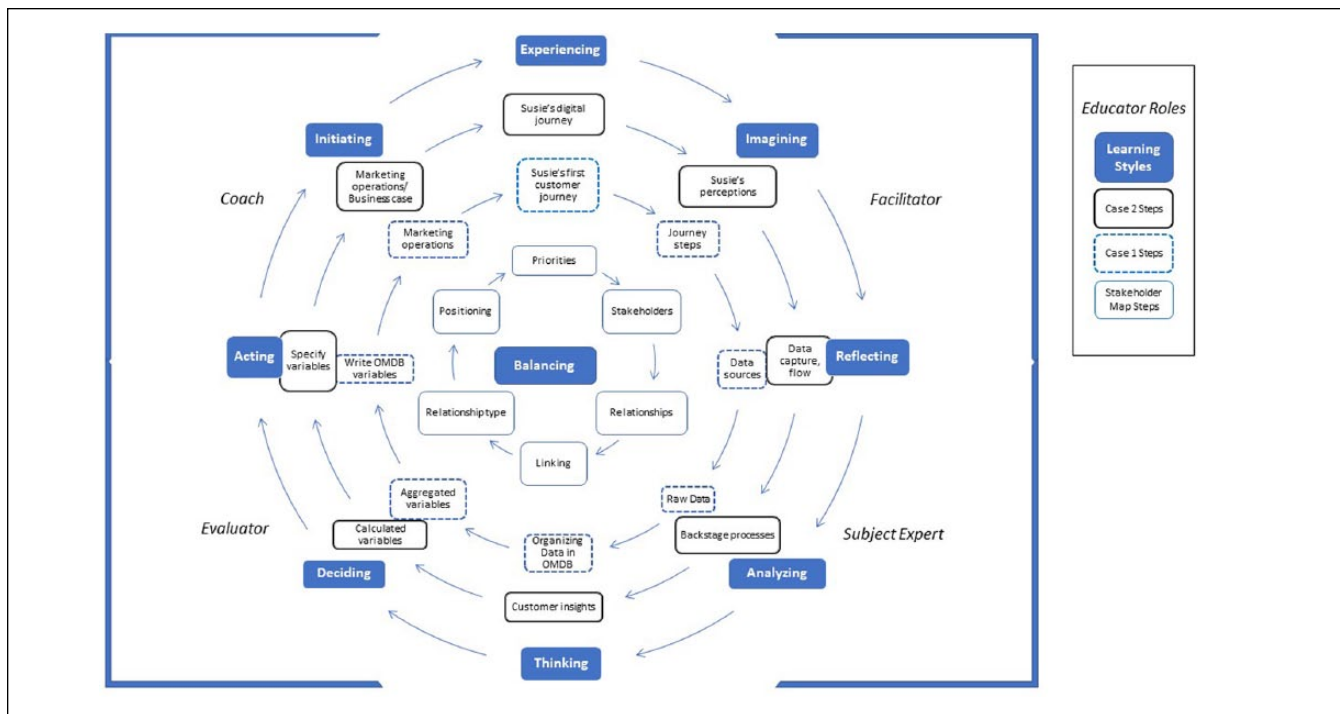 Experiencing
Susie's digital
journey
Initiating
Imagining
Marketing
operations/
Business case
Susie's first
customer
journey
Susie's
perceptions
Coach
Facilitator
Marketing
operations
Journey
steps
Priorities
Positioning
Stakeholders
Acting
Specify
variables
Write OMDB
variables
Balancing
Data
sources
Data
capture,
flow
Reflecting
Relationship type
Relationships
Linking
Aggregated
variables
Raw Data
Evaluator
Calculated
variables
Organizing
Data in
OMDB
Backstage processes
Subject Expert
Deciding
Analyzing
Customer insights
Thinking
Educator Roles
Learning
Styles
Case 2 Steps
Case 1 Steps
Stakeholder
Map Steps